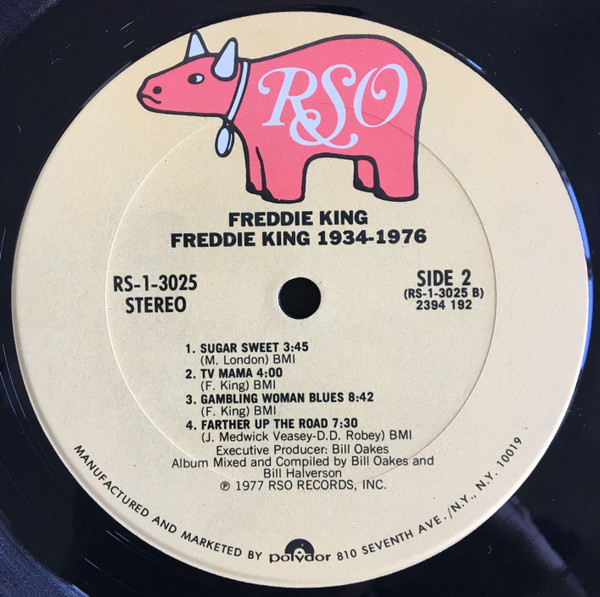 RSO
FREDDIE KING
FREDDIE KING 1934-1976
RS-1-3025
STEREO
SIDE 2
(RS-1-3025 B)
2394 192
1. SUGAR SWEET 3:45
(M. London) BMI
2. TV MAMA 4:00
(F. King) BMI
3. GAMBLING WOMAN BLUES 8:42
(F. King) BMI
4. FARTHER UP THE ROAD 7:30
(J. Medwick Veasey-D.D. Robey) BMI
Executive Producer: Bill Oakes
Album Mixed and Compiled by Bill Oakes and
Bill Halverson
℗ 1977 RSO RECORDS, INC.
MANUFACTURED AND MARKETED BY polydor 810 SEVENTH AVE./N.Y., N.Y. 10019